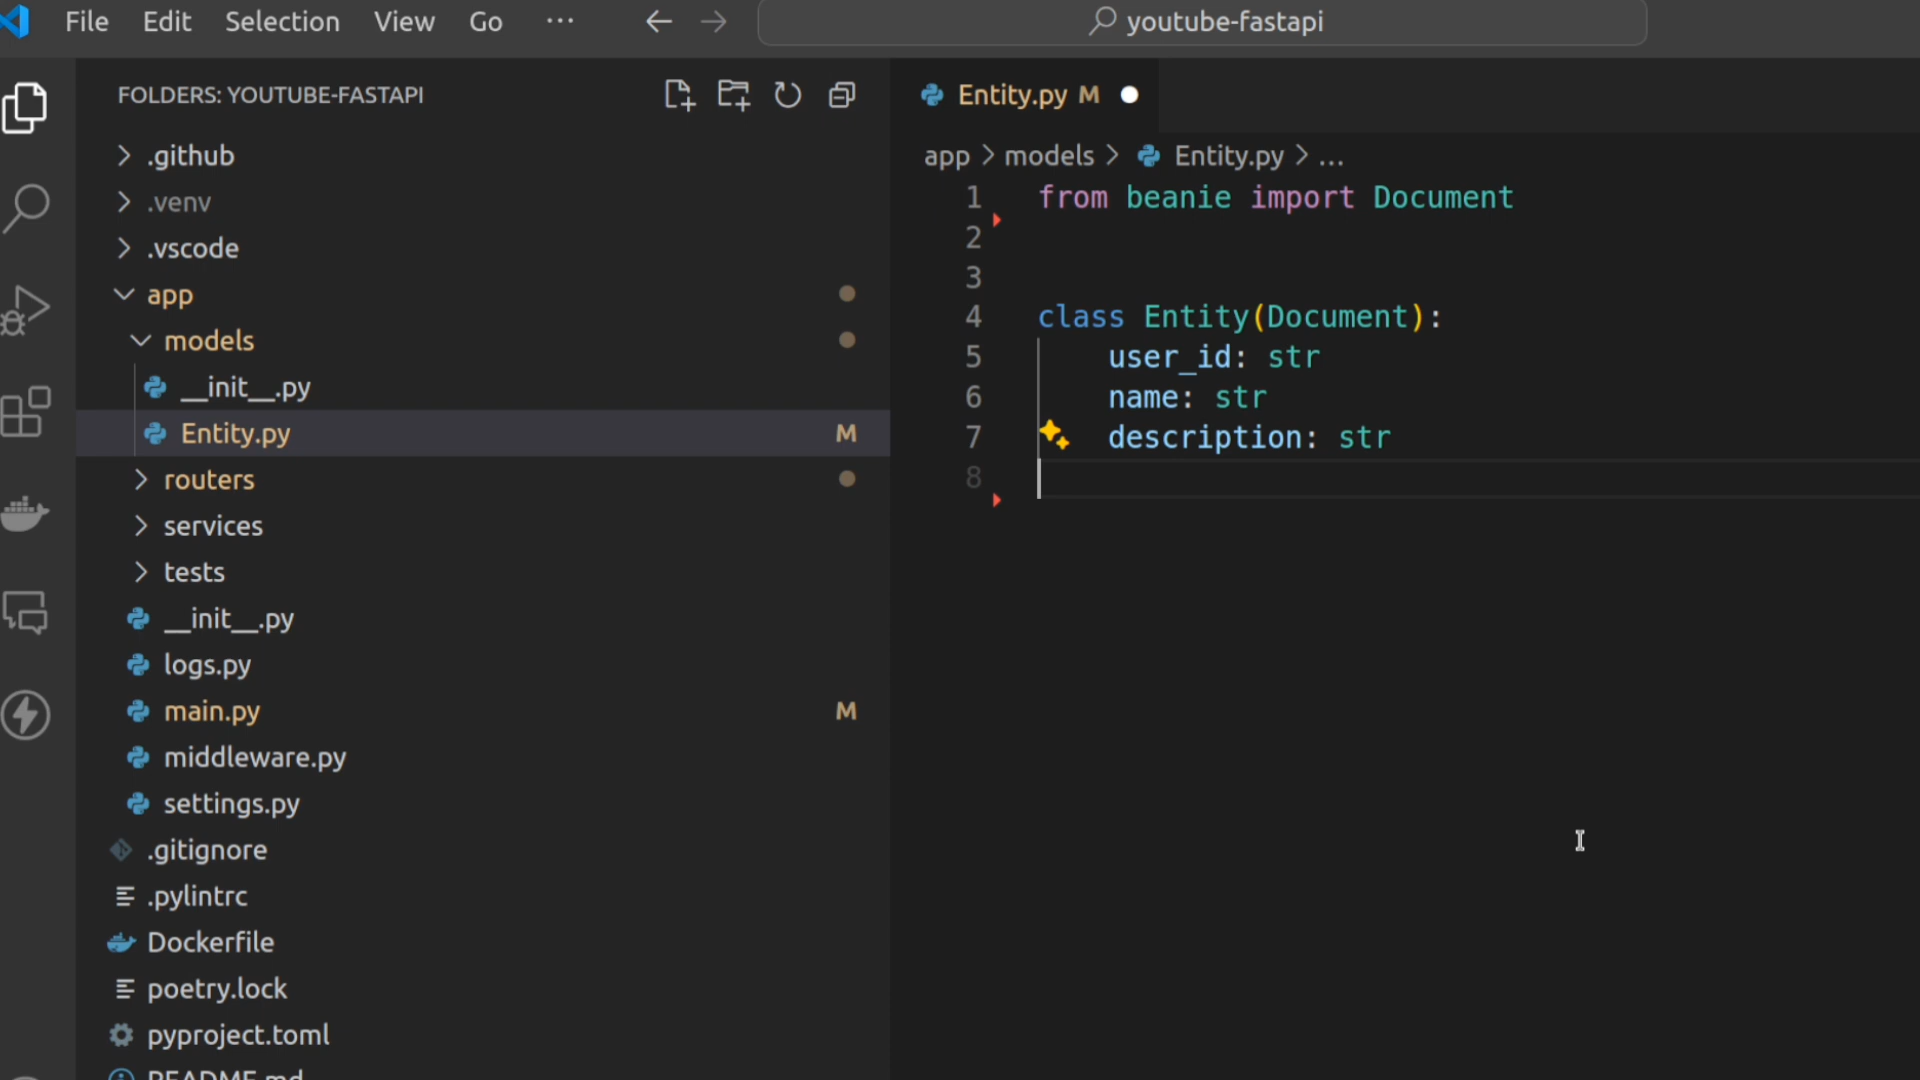 File Edit Selection View Go ··· youtube-fastapi
FOLDERS: YOUTUBE-FASTAPI
.github
.venv
.vscode
app
models
__init__.py
Entity.py M
routers
services
tests
__init__.py
logs.py
main.py M
middleware.py
settings.py
.gitignore
.pylintrc
Dockerfile
poetry.lock
pyproject.toml
README.md
Entity.py M
app > models > Entity.py > ...
1 from beanie import Document
2
3
4 class Entity(Document):
5 user_id: str
6 name: str
7 description: str
8